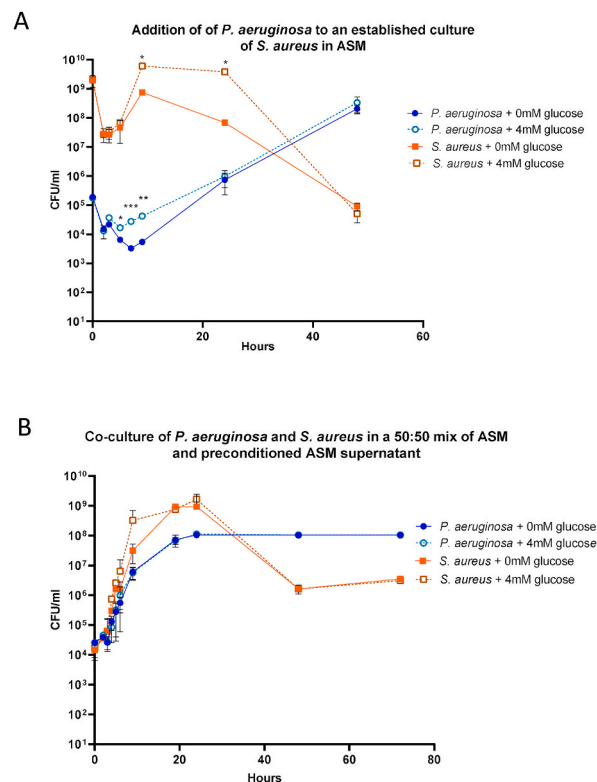 A
Addition of of P. aeruginosa to an established culture
of S. aureus in ASM
10^10
10^9
10^8
10^7
10^6
10^5
10^4
10^3
10^2
10^1
CFU/ml
*
*
*
***
**
0
20
40
60
Hours
P. aeruginosa + 0mM glucose
P. aeruginosa + 4mM glucose
S. aureus + 0mM glucose
S. aureus + 4mM glucose
B
Co-culture of P. aeruginosa and S. aureus in a 50:50 mix of ASM
and preconditioned ASM supernatant
10^10
10^9
10^8
10^7
10^6
10^5
10^4
10^3
10^2
10^1
CFU/ml
0
20
40
60
80
Hours
P. aeruginosa + 0mM glucose
P. aeruginosa + 4mM glucose
S. aureus + 0mM glucose
S. aureus + 4mM glucose